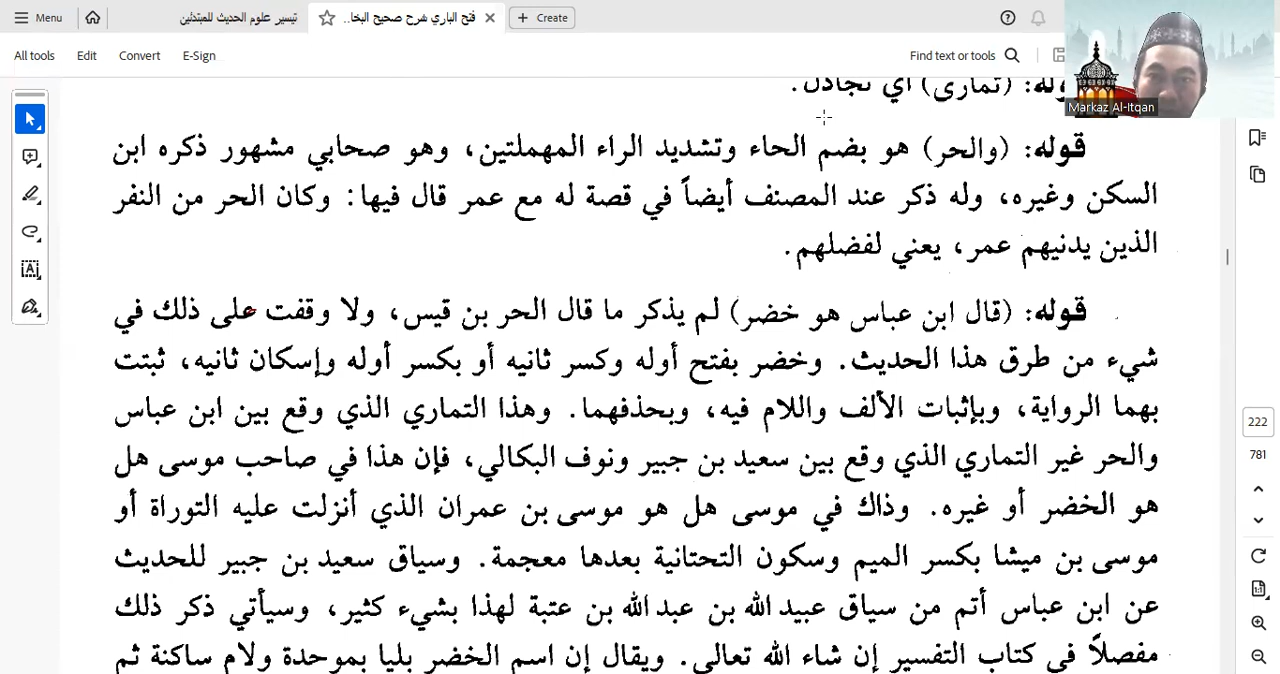 Menu
تيسير علوم الحديث للمبتدئين
فتح الباري شرح صحيح البخا..
Create
All tools
Edit
Convert
E-Sign
Find text or tools
Markaz Al-Itqan
(تمارى) أي تجادل.
قوله: (والحر) هو بضم الحاء وتشديد الراء المهملتين، وهو صحابي مشهور ذكره ابن
السكن وغيره، وله ذكر عند المصنف أيضاً في قصة له مع عمر قال فيها: وكان الحر من النفر
الذين يدنيهم عمر، يعني لفضلهم.
قوله: (قال ابن عباس هو خضر) لم يذكر ما قال الحر بن قيس، ولا وقفت على ذلك في
شيء من طرق هذا الحديث. وخضر بفتح أوله وكسر ثانيه أو بكسر أوله وإسكان ثانيه، ثبتت
بهما الرواية، وبإثبات الألف واللام فيه، وبحذفهما. وهذا التماري الذي وقع بين ابن عباس
والحر غير التماري الذي وقع بين سعيد بن جبير ونوف البكالي، فإن هذا في صاحب موسى هل
هو الخضر أو غيره. وذاك في موسى هل هو موسى بن عمران الذي أنزلت عليه التوراة أو
موسى بن ميشا بكسر الميم وسكون التحتانية بعدها معجمة. وسياق سعيد بن جبير للحديث
عن ابن عباس أتم من سياق عبيد الله بن عبد الله بن عتبة لهذا بشيء كثير، وسيأتي ذكر ذلك
مفصلاً في كتاب التفسير إن شاء الله تعالى. ويقال إن اسم الخضر بليا بموحدة ولام ساكنة ثم
222
781